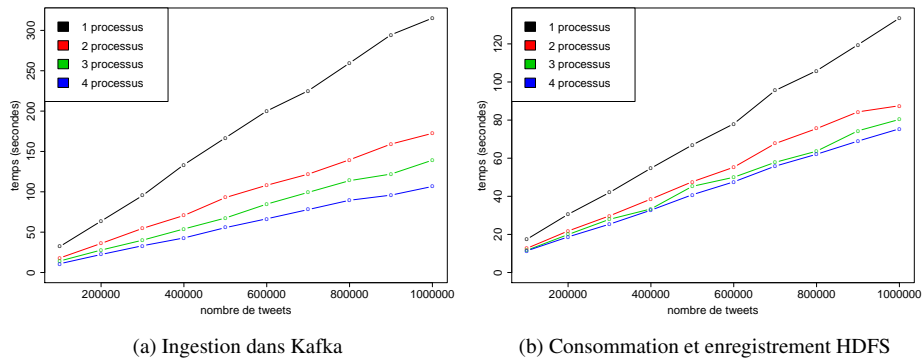 1 processus
2 processus
3 processus
4 processus
temps (secondes)
0
50
100
150
200
250
300
200000 400000 600000 800000 1000000
nombre de tweets
(a) Ingestion dans Kafka
1 processus
2 processus
3 processus
4 processus
temps (secondes)
0
20
40
60
80
100
120
200000 400000 600000 800000 1000000
nombre de tweets
(b) Consommation et enregistrement HDFS